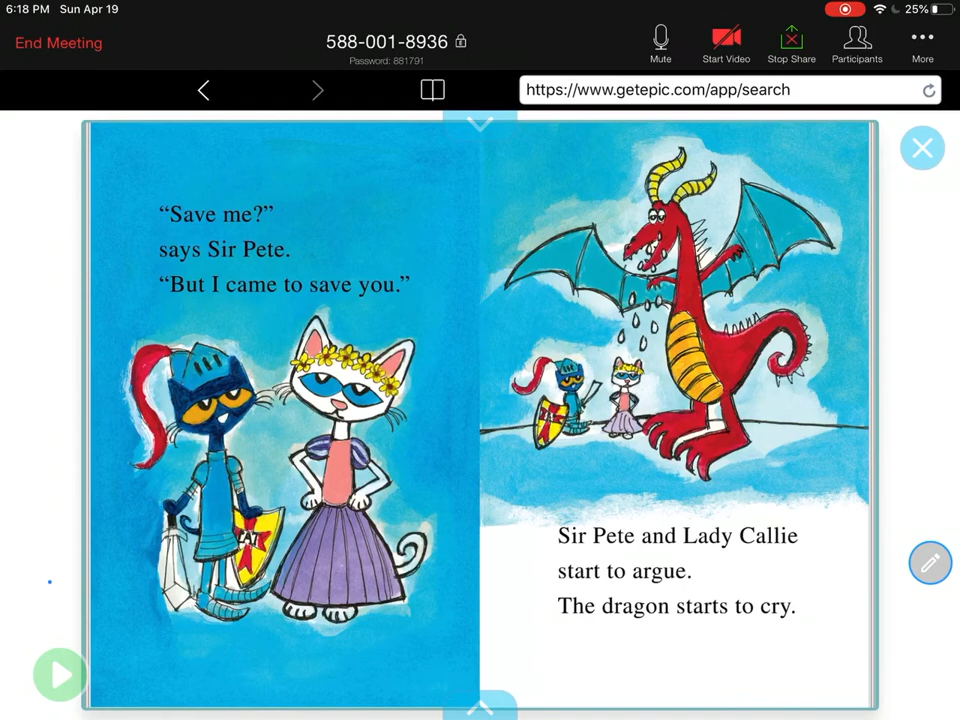 6:18 PM Sun Apr 19
25%
End Meeting
588-001-8936
Password: 881791
Mute
Start Video
Stop Share
Participants
More
https://www.getepic.com/app/search
“Save me?”
says Sir Pete.
“But I came to save you.”
CAT
CAT
Sir Pete and Lady Callie
start to argue.
The dragon starts to cry.